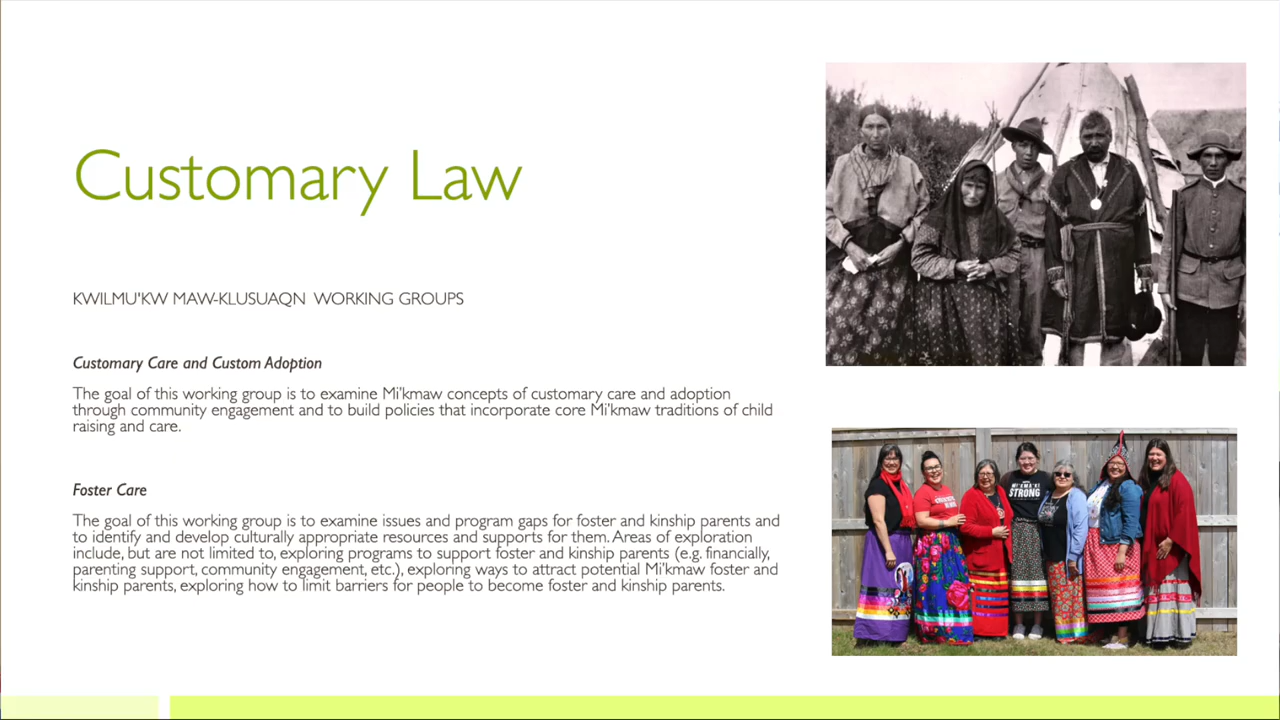 Customary Law
KWILMU'KW MAW-KLUSUAQN WORKING GROUPS
Customary Care and Custom Adoption
The goal of this working group is to examine Mi'kmaw concepts of customary care and adoption
through community engagement and to build policies that incorporate core Mi'kmaw traditions of child
raising and care.
Foster Care
The goal of this working group is to examine issues and program gaps for foster and kinship parents and
to identify and develop culturally appropriate resources and supports for them. Areas of exploration
include, but are not limited to, exploring programs to support foster and kinship parents (e.g. financially,
parenting support, community engagement, etc.), exploring ways to attract potential Mi'kmaw foster and
kinship parents, exploring how to limit barriers for people to become foster and kinship parents.
STRONG